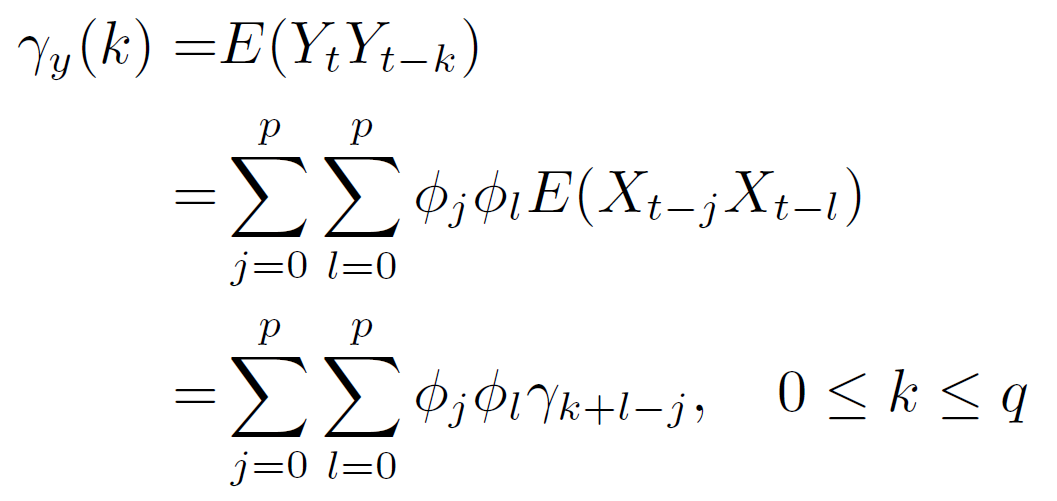 γ_y(k) = E(Y_t Y_{t−k})
= \sum_{j=0}^{p} \sum_{l=0}^{p} ϕ_j ϕ_l E(X_{t−j} X_{t−l})
= \sum_{j=0}^{p} \sum_{l=0}^{p} ϕ_j ϕ_l γ_{k+l−j}, 0 ≤ k ≤ q